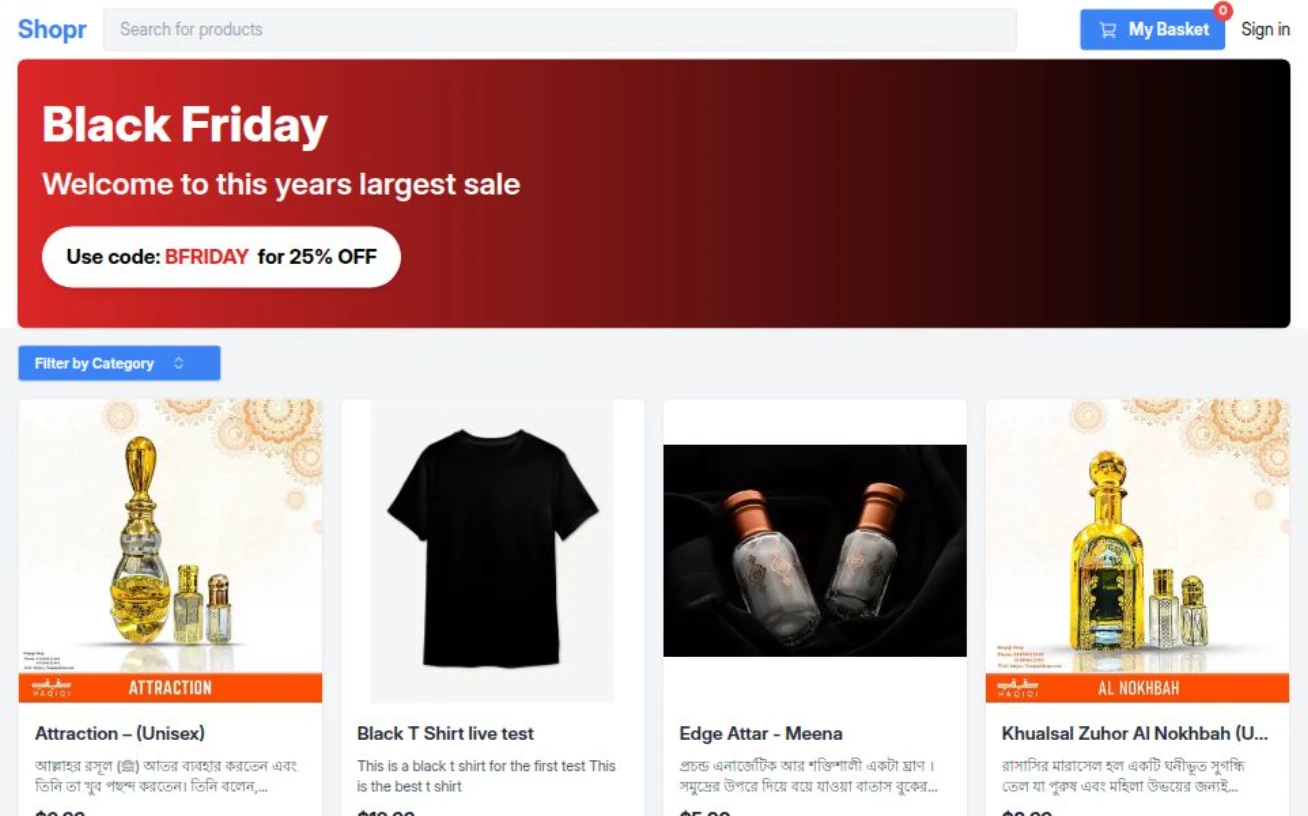 Shopr
Search for products
My Basket
0
Sign in
Black Friday
Welcome to this years largest sale
Use code: BFRIDAY for 25% OFF
Filter by Category
HAQIQI
ATTRACTION
Attraction – (Unisex)
আল্লাহর রসূল (ﷺ) আতর ব্যবহার করতেন এবং
তিনি তা খুব পছন্দ করতেন। তিনি বলেন,...
Black T Shirt live test
This is a black t shirt for the first test This
is the best t shirt
Edge Attar - Meena
প্রচন্ড এনার্জেটিক আর শক্তিশালী একটা ঘ্রাণ ।
সমুদ্রের উপরে দিয়ে বয়ে যাওয়া বাতাস বুকের...
HAQIQI
AL NOKHBAH
Khualsal Zuhor Al Nokhbah (U...
রাসাসির মারাসেল হল একটি ঘনীভূত সুগন্ধি
তেল যা পুরুষ এবং মহিলা উভয়ের জন্যই...